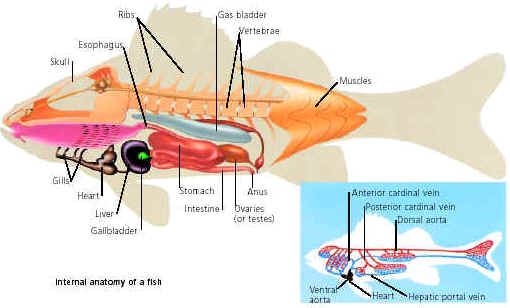 Ribs
Gas bladder
Vertebrae
Esophagus
Skull
Muscles
Gills
Heart
Liver
Gallbladder
Stomach
Intestine
Ovaries
(or testes)
Anus
Internal anatomy of a fish
Anterior cardinal vein
Posterior cardinal vein
Dorsal aorta
Ventral
aorta
Heart
Hepatic portal vein